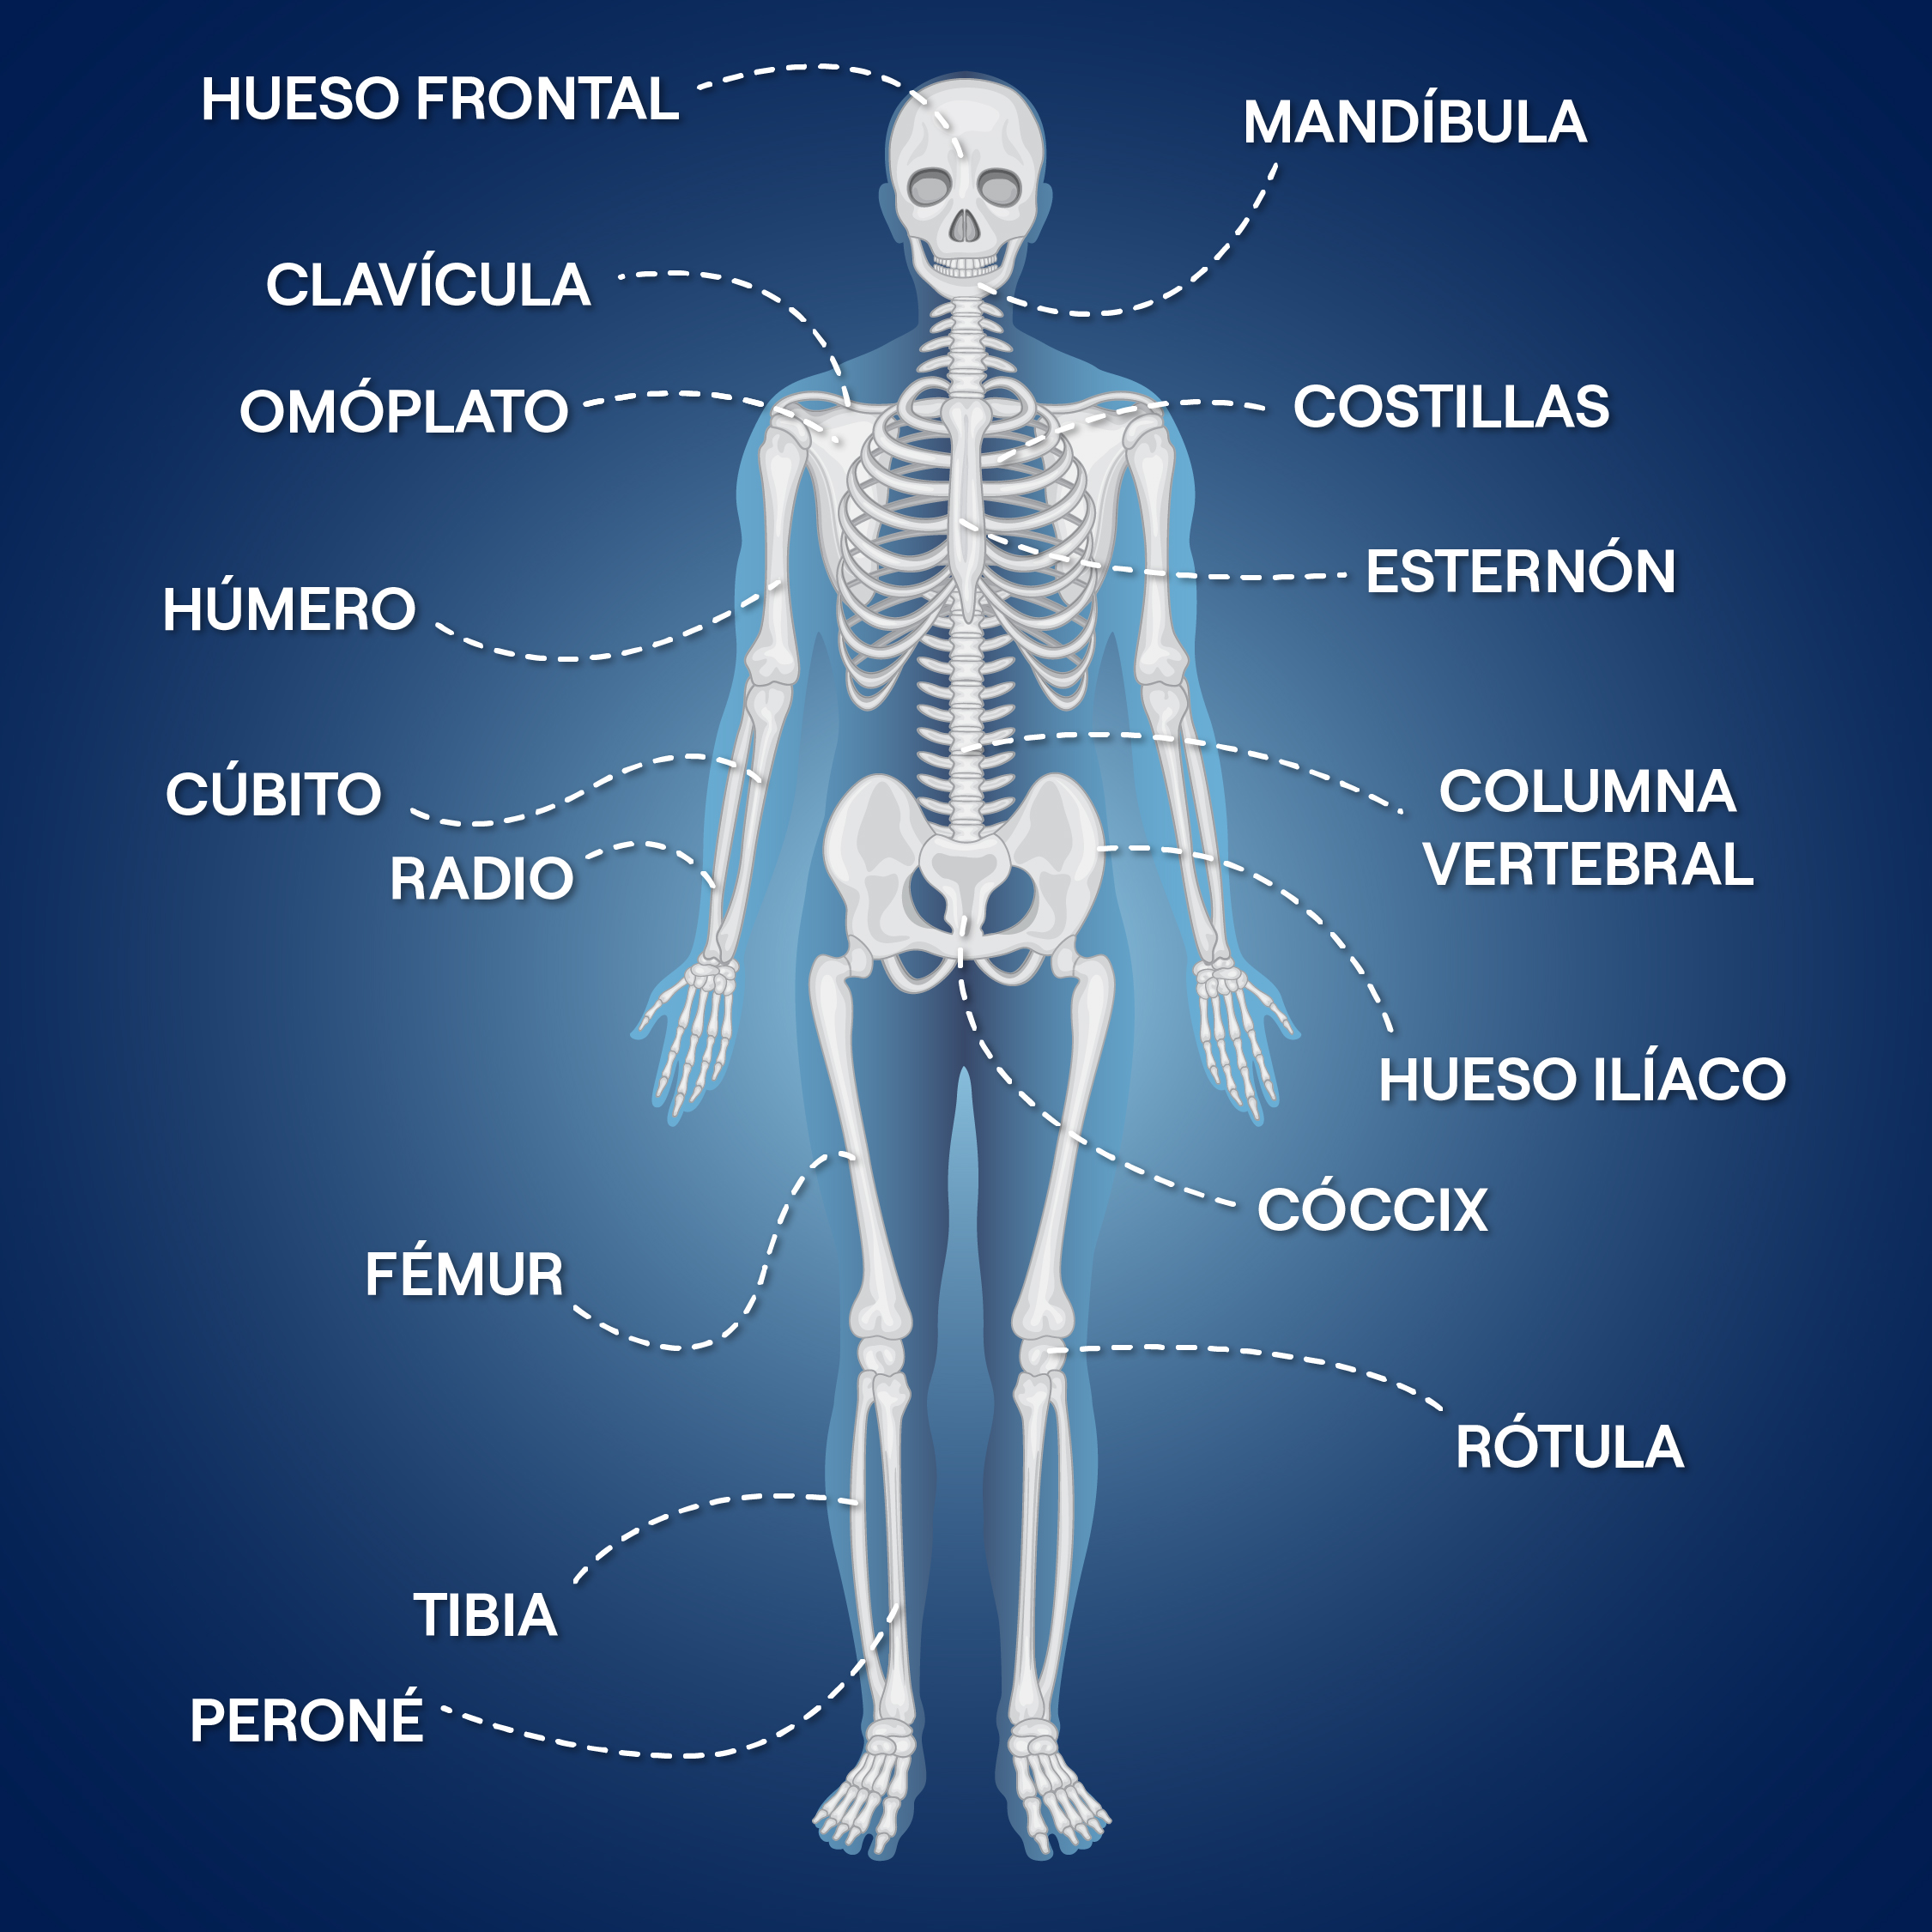 HUESO FRONTAL
MANDÍBULA
CLAVÍCULA
OMÓPLATO
COSTILLAS
ESTERNÓN
HÚMERO
CÚBITO
COLUMNA
VERTEBRAL
RADIO
HUESO ILÍACO
CÓCCIX
FÉMUR
RÓTULA
TIBIA
PERONÉ